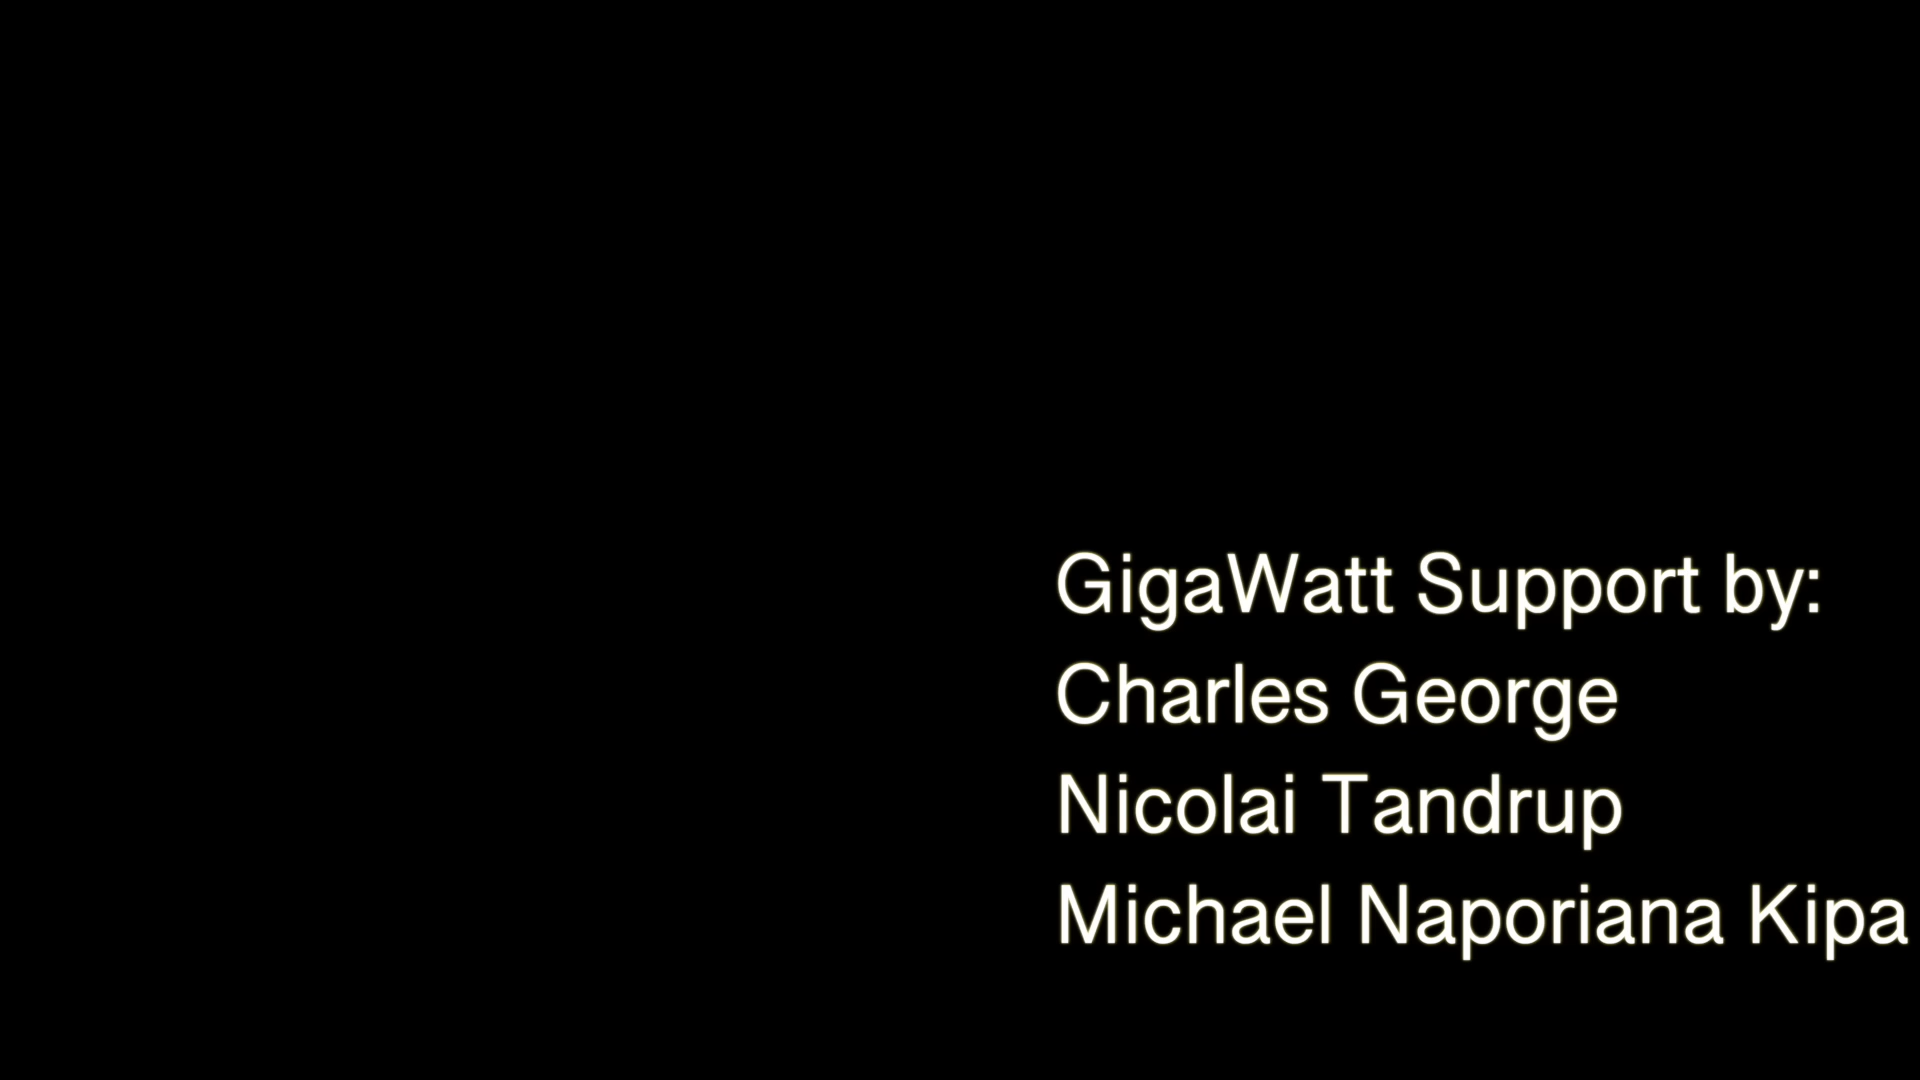 GigaWatt Support by:
Charles George
Nicolai Tandrup
Michael Naporiana Kipa